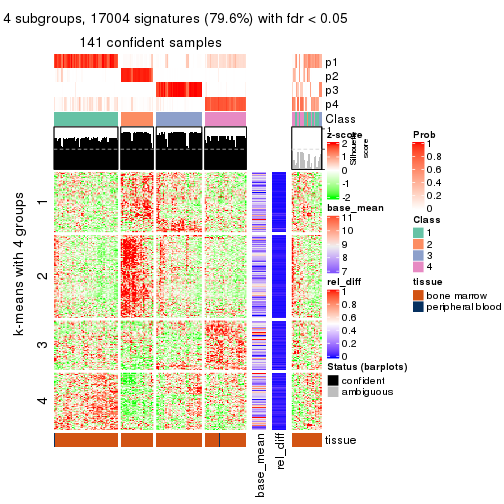 4 subgroups, 17004 signatures (79.6%) with fdr < 0.05
141 confident samples
p1
p2
p3
p4
Class
1
Silhouette
score
k-means with 4 groups
1
2
3
4
base_mean
rel_diff
tissue
z-score
2
1
0
-1
-2
base_mean
11
10
9
8
7
rel_diff
1
0.8
0.6
0.4
0.2
0
Status (barplots)
confident
ambiguous
Prob
1
0.8
0.6
0.4
0.2
0
Class
1
2
3
4
tissue
bone marrow
peripheral blood